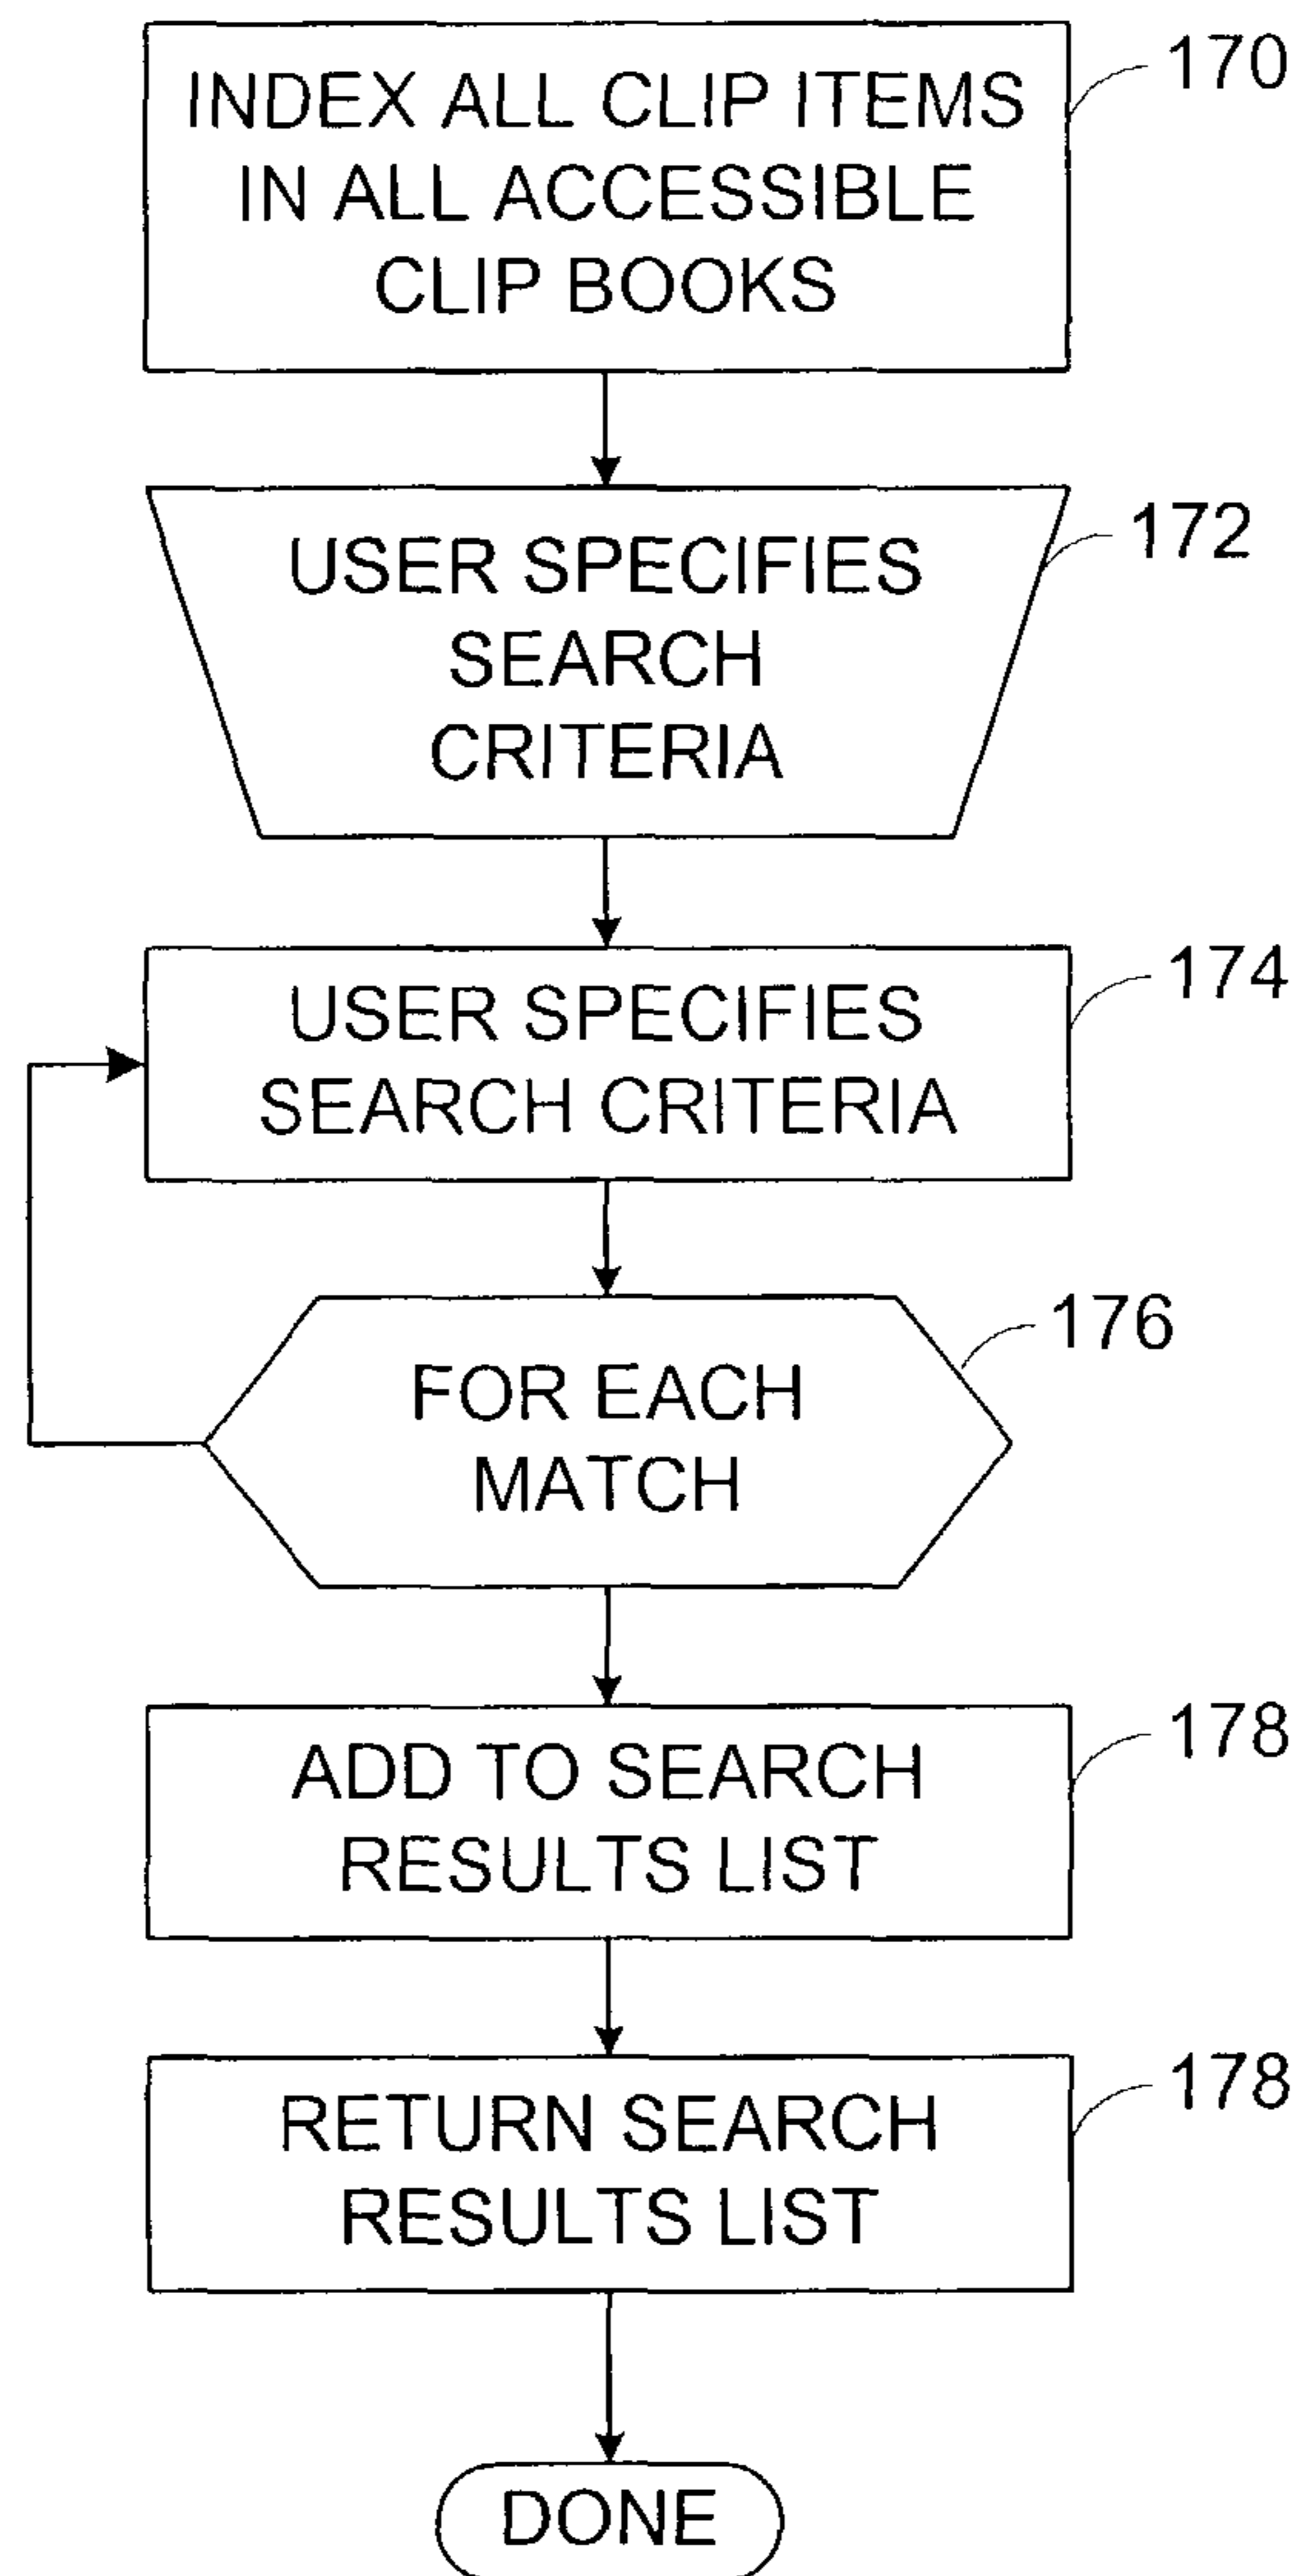 INDEX ALL CLIP ITEMS
IN ALL ACCESSIBLE
CLIP BOOKS
170
USER SPECIFIES
SEARCH
CRITERIA
172
USER SPECIFIES
SEARCH CRITERIA
174
FOR EACH
MATCH
176
ADD TO SEARCH
RESULTS LIST
178
RETURN SEARCH
RESULTS LIST
178
DONE